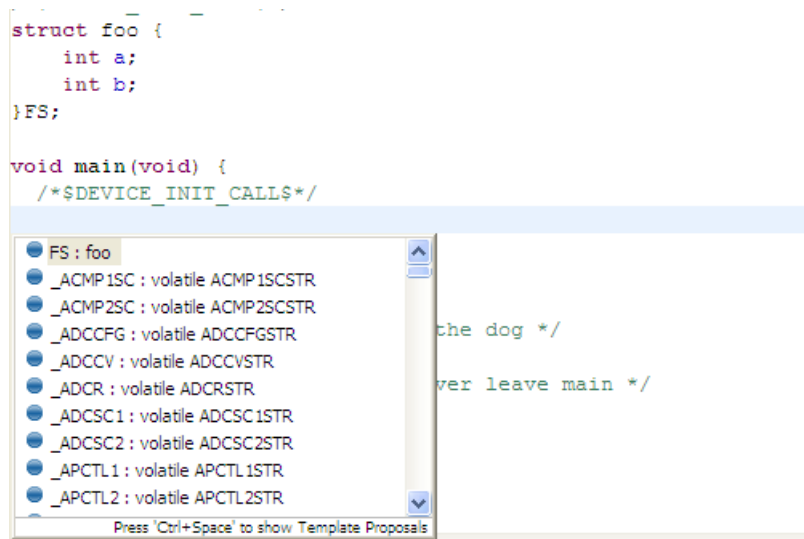 struct foo {
int a;
int b;
}FS;
void main(void) {
/*$DEVICE_INIT_CALL$*/
FS : foo
_ACMP1SC : volatile ACMP1SCSTR
_ACMP2SC : volatile ACMP2SCSTR
_ADCCFG : volatile ADCCFGSTR
the dog */
_ADCCV : volatile ADCCVSTR
_ADCR : volatile ADCRSTR
ver leave main */
_ADCSC1 : volatile ADCSC1STR
_ADCSC2 : volatile ADCSC2STR
_APCTL1 : volatile APCTL1STR
_APCTL2 : volatile APCTL2STR
Press 'Ctrl+Space' to show Template Proposals